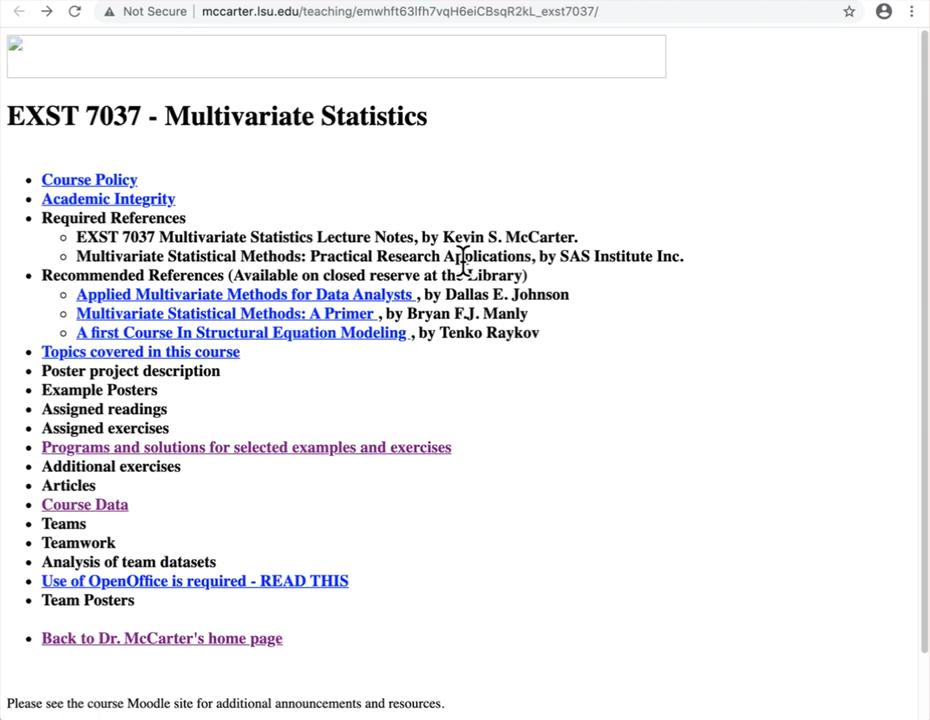 Not Secure | mccarter.lsu.edu/teaching/emwhft63lfh7vqH6eiCBsqR2kL_exst7037/
EXST 7037 - Multivariate Statistics
Course Policy
Academic Integrity
Required References
EXST 7037 Multivariate Statistics Lecture Notes, by Kevin S. McCarter.
Multivariate Statistical Methods: Practical Research Applications, by SAS Institute Inc.
Recommended References (Available on closed reserve at the Library)
Applied Multivariate Methods for Data Analysts , by Dallas E. Johnson
Multivariate Statistical Methods: A Primer , by Bryan F.J. Manly
A first Course In Structural Equation Modeling , by Tenko Raykov
Topics covered in this course
Poster project description
Example Posters
Assigned readings
Assigned exercises
Programs and solutions for selected examples and exercises
Additional exercises
Articles
Course Data
Teams
Teamwork
Analysis of team datasets
Use of OpenOffice is required - READ THIS
Team Posters
Back to Dr. McCarter's home page
Please see the course Moodle site for additional announcements and resources.